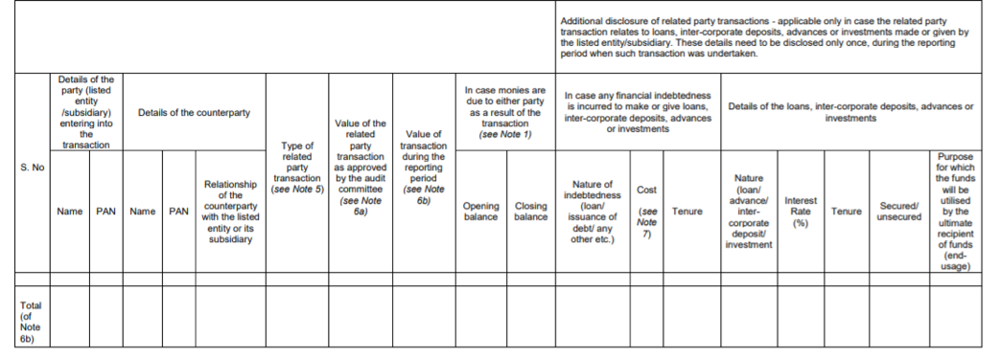 Additional disclosure of related party transactions - applicable only in case the related party
transaction relates to loans, inter-corporate deposits, advances or investments made or given by
the listed entity/subsidiary. These details need to be disclosed only once, during the reporting
period when such transaction was undertaken.
S. No
Details of the
party (listed
entity
/subsidiary)
entering into
the
transaction
Details of the counterparty
Type of
related
party
transaction
(see Note 5)
Value of the
related
party
transaction
as approved
by the audit
committee
(see Note
6a)
Value of
transaction
during the
reporting
period
(see Note
6b)
In case monies are
due to either party
as a result of the
transaction
(see Note 1)
In case any financial indebtedness
is incurred to make or give loans,
inter-corporate deposits, advances
or investments
Details of the loans, inter-corporate deposits, advances or
investments
Name
PAN
Name
PAN
Relationship
of the
counterparty
with the listed
entity or its
subsidiary
Opening
balance
Closing
balance
Nature of
indebtedness
(loan/
issuance of
debt/ any
other etc.)
Cost
(see
Note
7)
Tenure
Nature
(loan/
advance/
inter-
corporate
deposit/
investment
Interest
Rate
(%)
Tenure
Secured/
unsecured
Purpose
for which
the funds
will be
utilised
by the
ultimate
recipient
of funds
(end-
usage)
Total
(of
Note
6b)